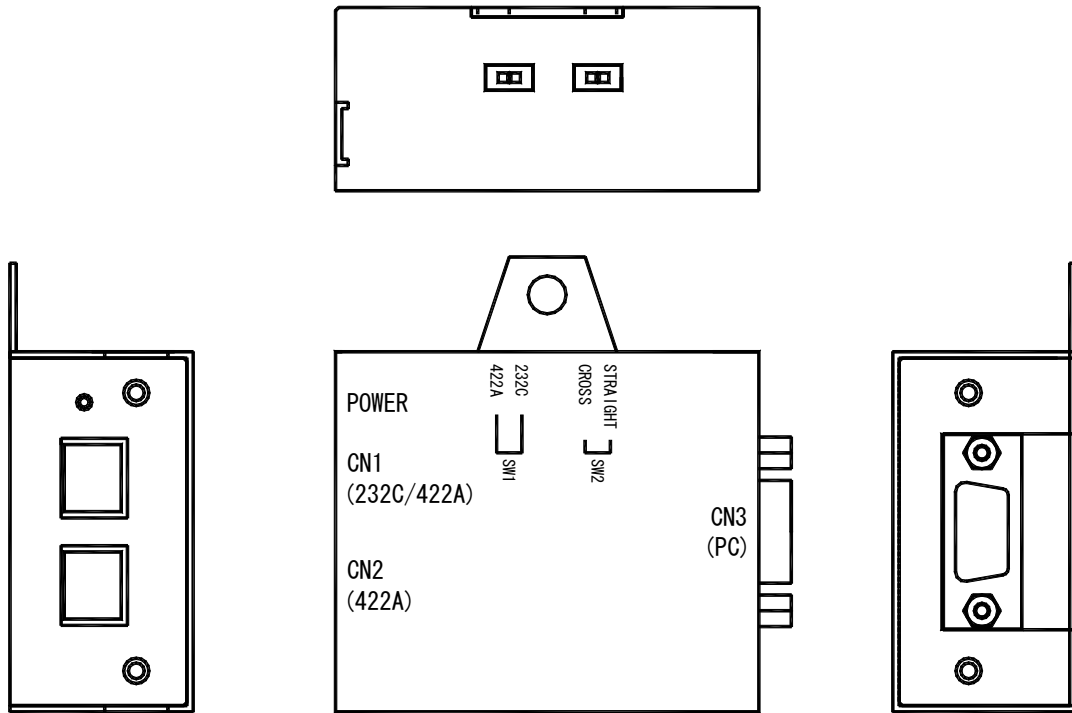 422A
232C
CROSS
STRAIGHT
SW1
SW2
POWER
CN1
(232C/422A)
CN2
(422A)
CN3
(PC)